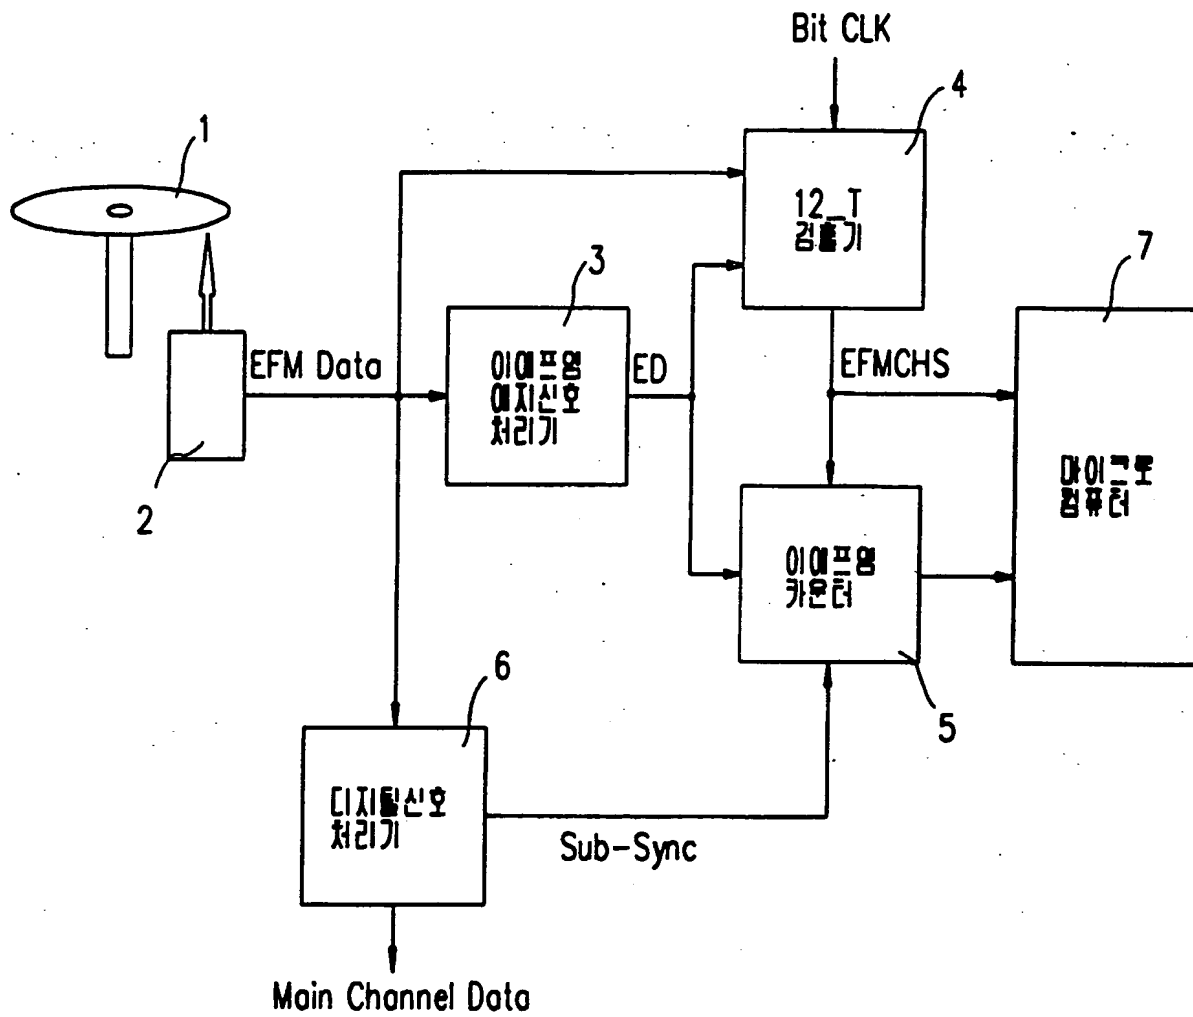 Bit CLK
4
1
12_T
검출기
7
3
EFM Data
이에프엠
에지신호
처리기
ED
EFMCHS
2
마이크로
컴퓨터
이에프엠
카운터
6
5
디지탈신호
처리기
Sub-Sync
Main Channel Data